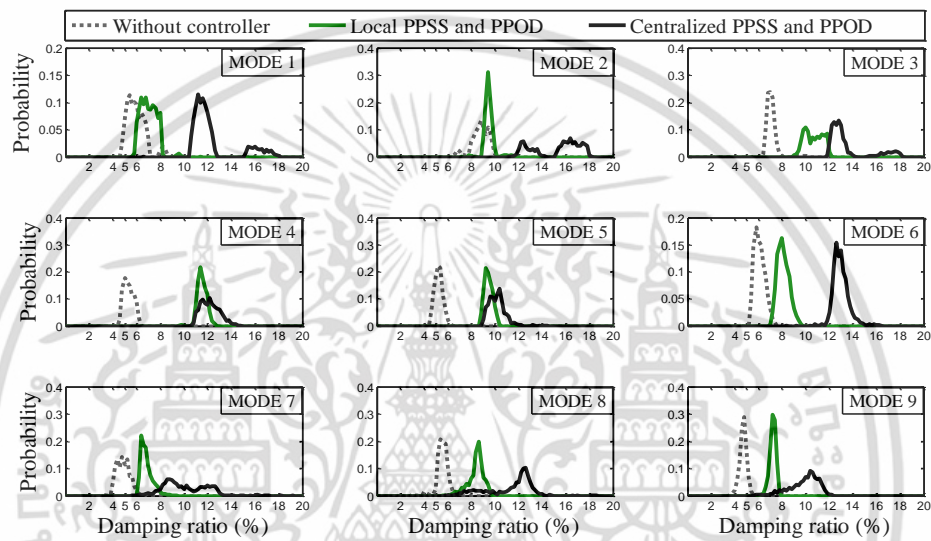 Without controller Local PPSS and PPOD Centralized PPSS and PPOD
MODE 1 MODE 2 MODE 3
Probability
0.2 0.15 0.1 0.05 0
0.4 0.3 0.2 0.1 0
0.4 0.3 0.2 0.1 0
2 4 5 6 8 10 12 14 16 18 20
2 4 5 6 8 10 12 14 16 18 20
2 4 5 6 8 10 12 14 16 18 20
MODE 4 MODE 5 MODE 6
Probability
0.4 0.3 0.2 0.1 0
0.4 0.3 0.2 0.1 0
0.2 0.15 0.1 0.05 0
2 4 5 6 8 10 12 14 16 18 20
2 4 5 6 8 10 12 14 16 18 20
2 4 5 6 8 10 12 14 16 18 20
MODE 7 MODE 8 MODE 9
Probability
0.4 0.3 0.2 0.1 0
0.4 0.3 0.2 0.1 0
0.4 0.3 0.2 0.1 0
2 4 5 6 8 10 12 14 16 18 20
2 4 5 6 8 10 12 14 16 18 20
2 4 5 6 8 10 12 14 16 18 20
Damping ratio (%) Damping ratio (%) Damping ratio (%)